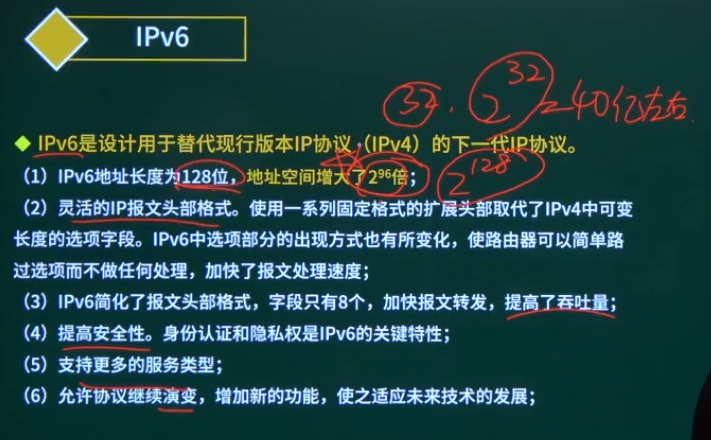 IPv6
32. 2^32 = 40亿左右.
◆ IPv6是设计用于替代现行版本IP协议（IPv4）的下一代IP协议。
2^128
（1）IPv6地址长度为128位，地址空间增大了2^96倍；
（2）灵活的IP报文头部格式。使用一系列固定格式的扩展头部取代了IPv4中可变
长度的选项字段。IPv6中选项部分的出现方式也有所变化，使路由器可以简单路
过选项而不做任何处理，加快了报文处理速度；
（3）IPv6简化了报文头部格式，字段只有8个，加快报文转发，提高了吞吐量；
（4）提高安全性。身份认证和隐私权是IPv6的关键特性；
（5）支持更多的服务类型；
（6）允许协议继续演变，增加新的功能，使之适应未来技术的发展；